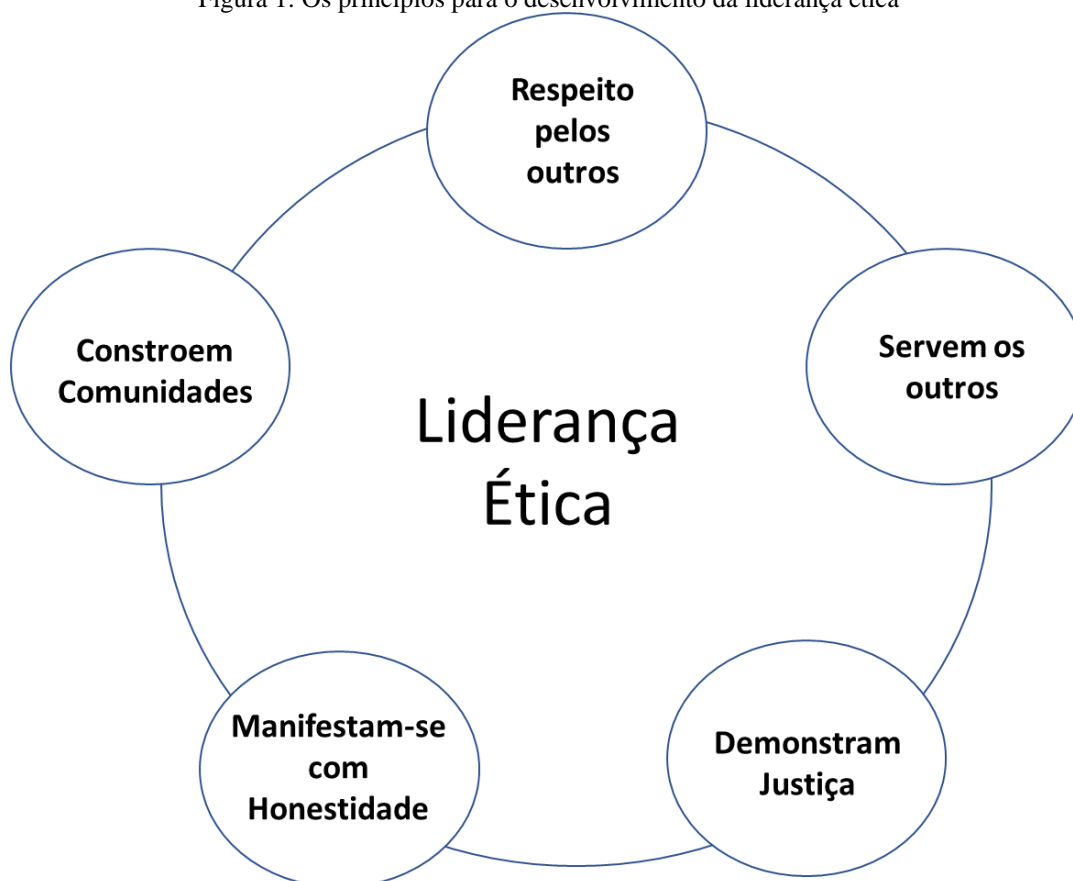 Figura 1: Os princípios para o desenvolvimento da liderança ética
Respeito
pelos
outros
Servem os
outros
Demonstram
Justiça
Manifestam-se
com
Honestidade
Constroem
Comunidades
Liderança
Ética